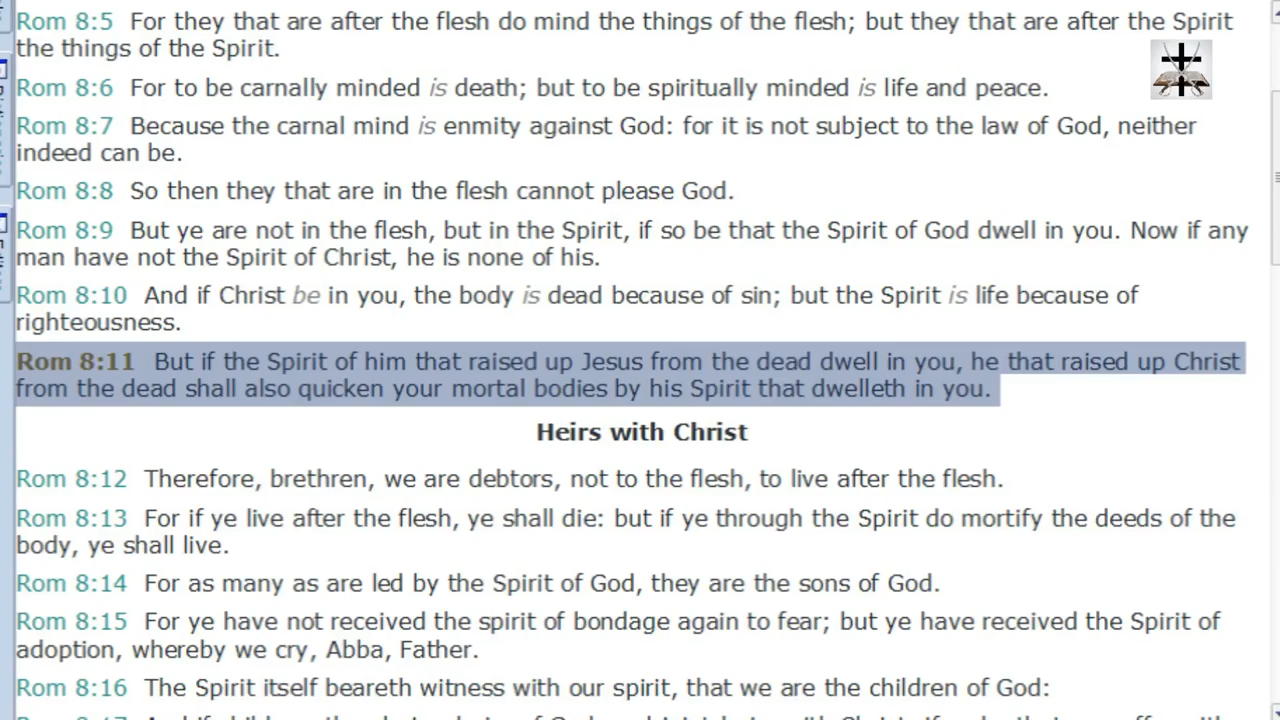 Rom 8:5 For they that are after the flesh do mind the things of the flesh; but they that are after the Spirit
the things of the Spirit.
Rom 8:6 For to be carnally minded is death; but to be spiritually minded is life and peace.
Rom 8:7 Because the carnal mind is enmity against God: for it is not subject to the law of God, neither
indeed can be.
Rom 8:8 So then they that are in the flesh cannot please God.
Rom 8:9 But ye are not in the flesh, but in the Spirit, if so be that the Spirit of God dwell in you. Now if any
man have not the Spirit of Christ, he is none of his.
Rom 8:10 And if Christ be in you, the body is dead because of sin; but the Spirit is life because of
righteousness.
Rom 8:11 But if the Spirit of him that raised up Jesus from the dead dwell in you, he that raised up Christ
from the dead shall also quicken your mortal bodies by his Spirit that dwelleth in you.
Heirs with Christ
Rom 8:12 Therefore, brethren, we are debtors, not to the flesh, to live after the flesh.
Rom 8:13 For if ye live after the flesh, ye shall die: but if ye through the Spirit do mortify the deeds of the
body, ye shall live.
Rom 8:14 For as many as are led by the Spirit of God, they are the sons of God.
Rom 8:15 For ye have not received the spirit of bondage again to fear; but ye have received the Spirit of
adoption, whereby we cry, Abba, Father.
Rom 8:16 The Spirit itself beareth witness with our spirit, that we are the children of God: